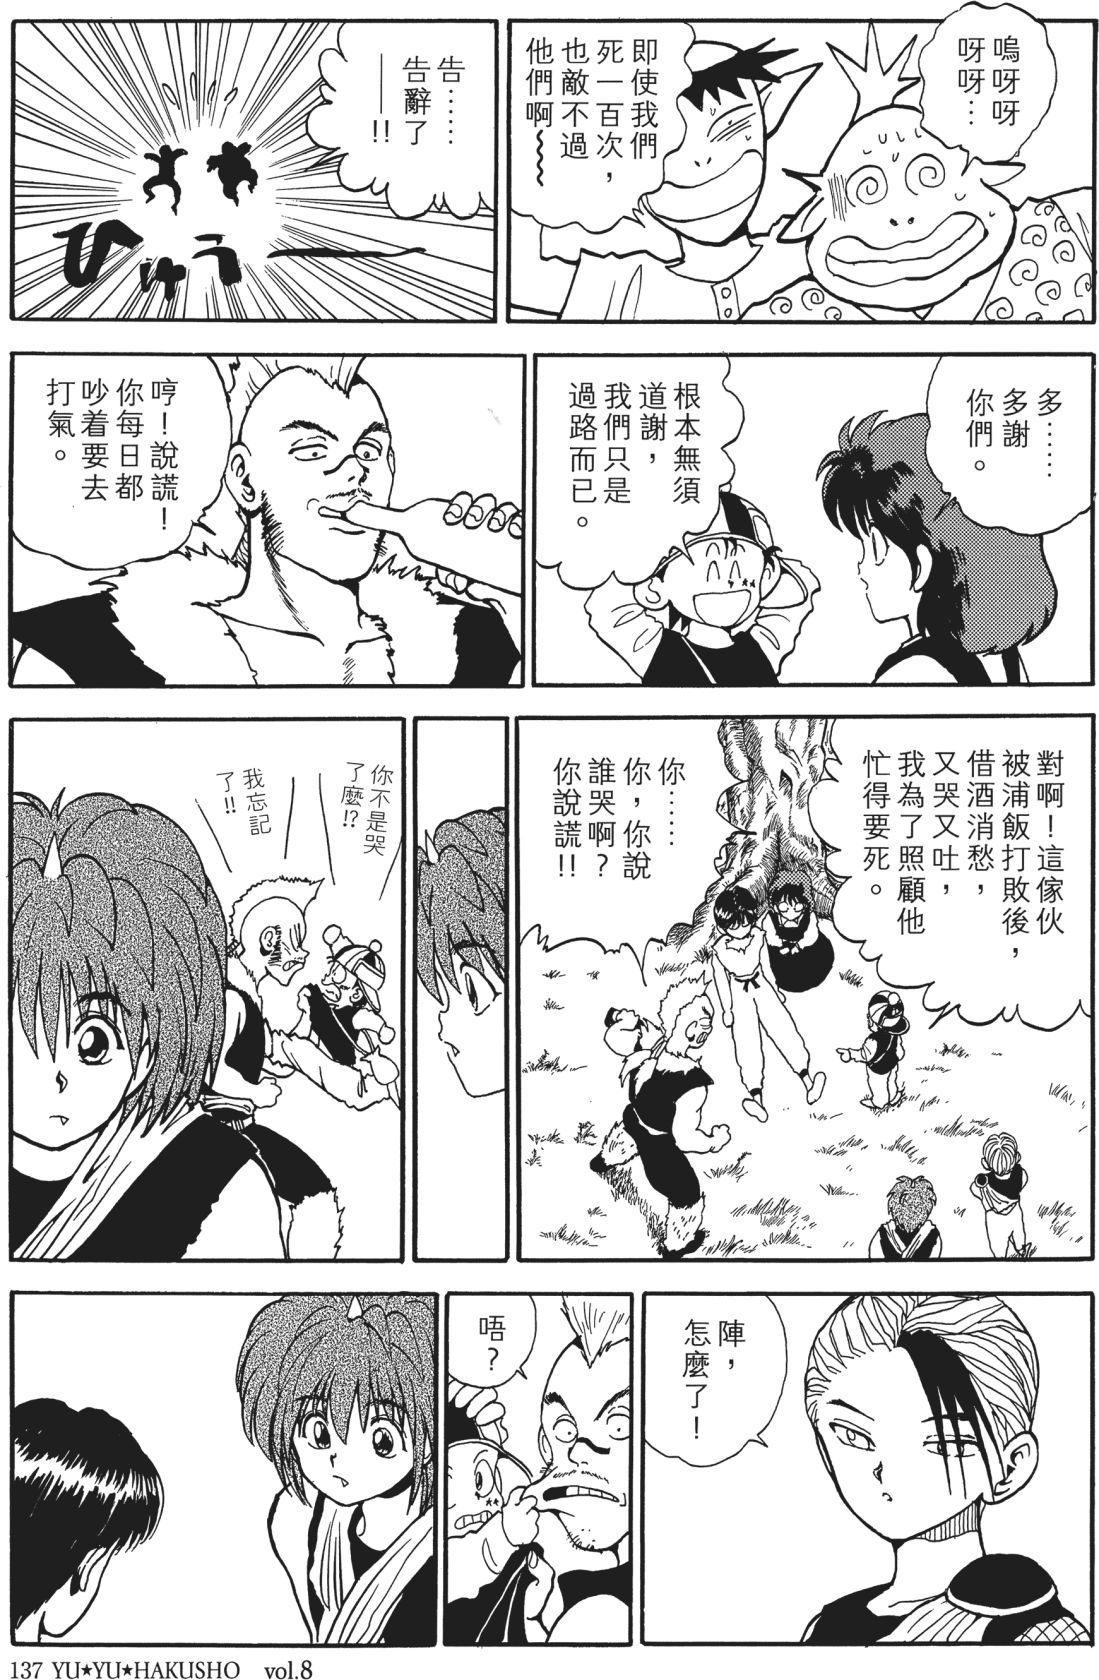 嗚呀呀
呀呀…
即使我們
死一百次，
也敵不過
他們啊～
告……
告辭了
——!!
ひゅうー
多……
多謝
你們。
根本無須
道謝，
我們只是
過路而已。
哼！說謊！
你每日都
吵着要去
打氣。
對啊！這傢伙
被浦飯打敗後，
借酒消愁，
又哭又吐，
我為了照顧他
忙得要死。
你……
你，你說
誰哭啊？
你說謊!!
你不是哭
了麼!?
我忘記
了!!
陣，
怎麼了！
唔？
137 YU★YU★HAKUSHO vol.8